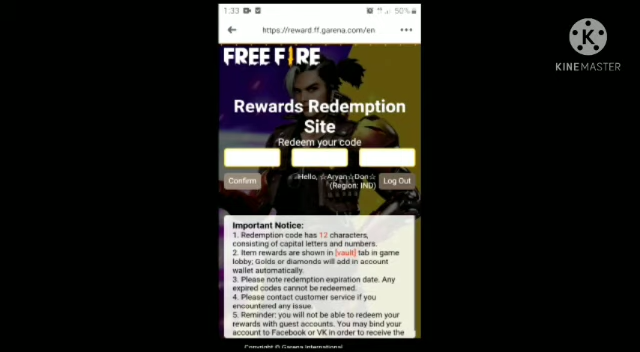 1:33
50%
https://reward.ff.garena.com/en
K
KINEMASTER
FREE FIRE
Rewards Redemption
Site
Redeem your code
Hello, ☆Aryan☆Don☆
(Region: IND)
Confirm
Log Out
Important Notice:
1. Redemption code has 12 characters,
consisting of capital letters and numbers.
2. Item rewards are shown in [vault] tab in game
lobby; Golds or diamonds will add in account
wallet automatically.
3. Please note redemption expiration date. Any
expired codes cannot be redeemed.
4. Please contact customer service if you
encountered any issue.
5. Reminder: you will not be able to redeem your
rewards with guest accounts. You may bind your
account to Facebook or VK in order to receive the
Copyright © Garena International